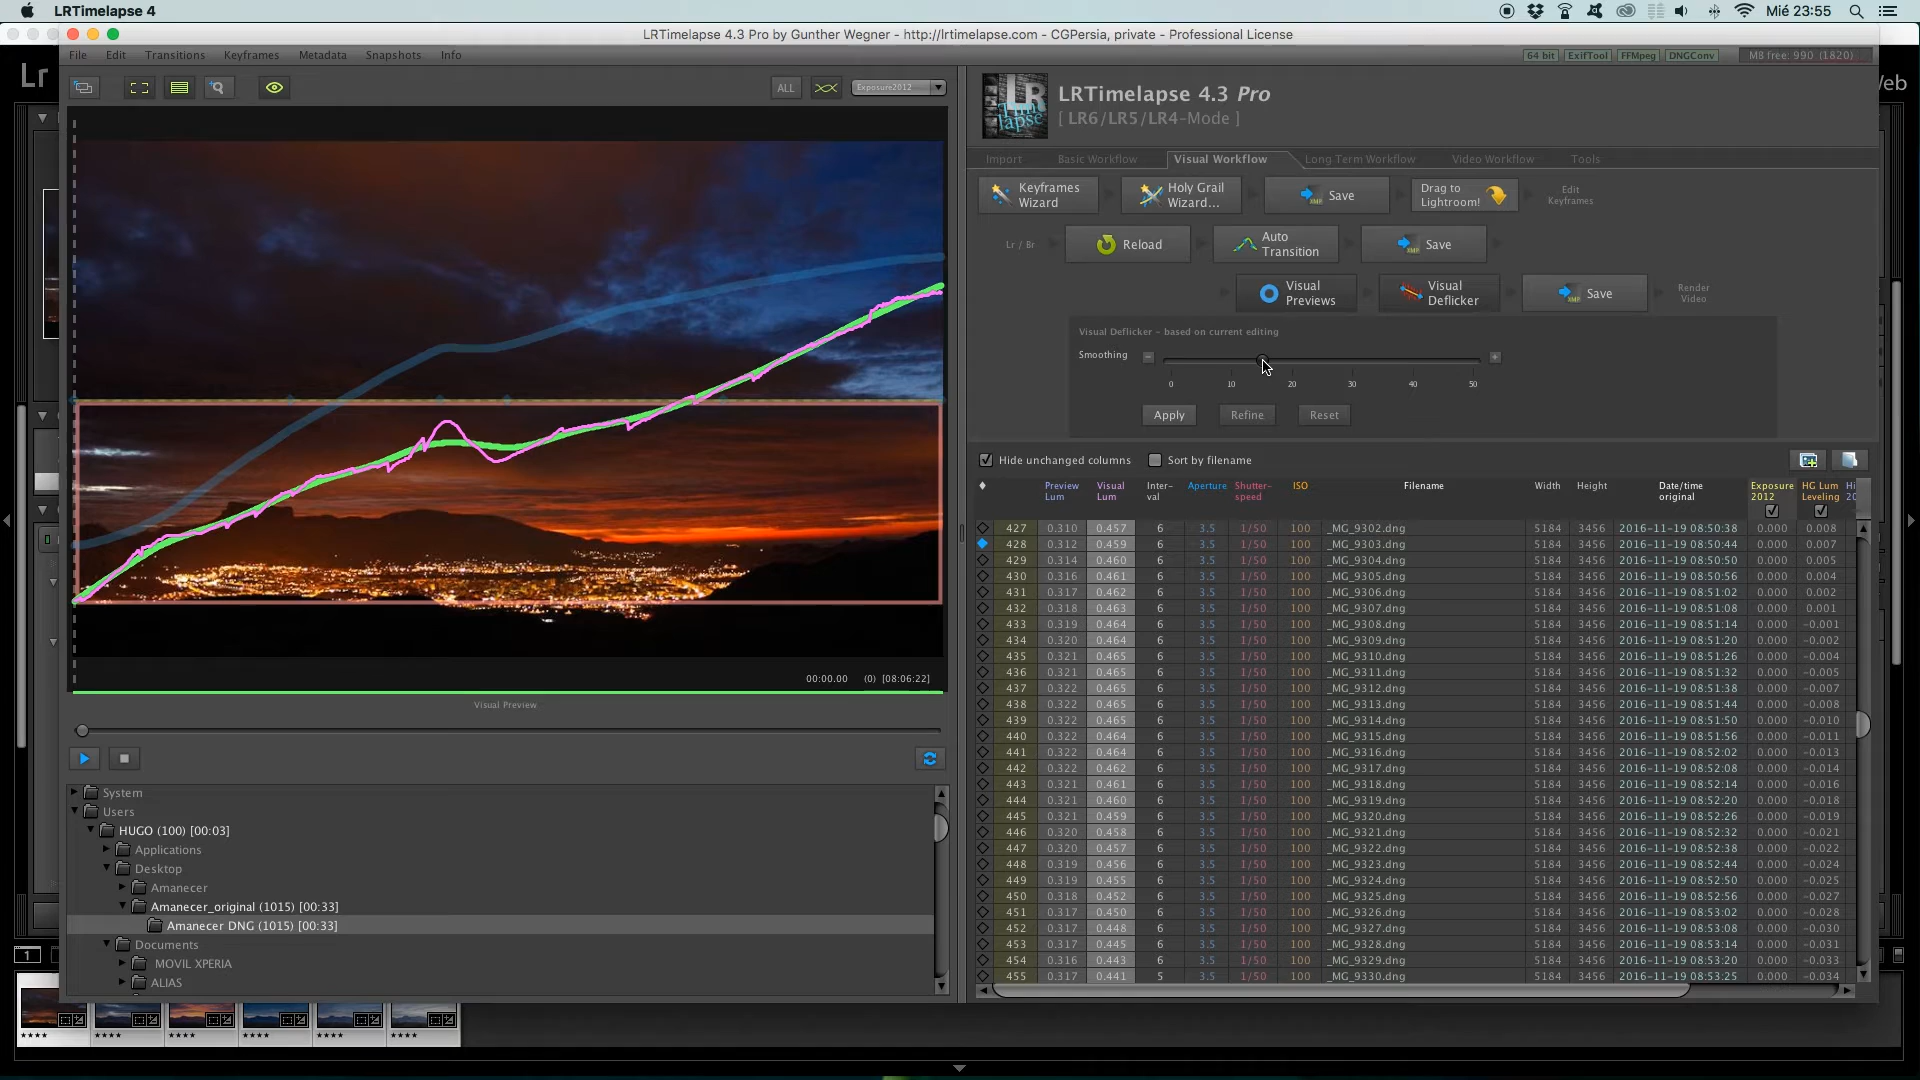 LRTimelapse 4
Mié 23:55
LRTimelapse 4.3 Pro by Gunther Wegner - http://lrtimelapse.com - CGPersia, private - Professional License
File Edit Transitions Keyframes Metadata Snapshots Info
64 bit ExifTool FFMpeg DNGConv MB free: 990 (1820)
Lr
eb
ALL Exposure2012
LRTimelapse 4.3 Pro
[ LR6/LR5/LR4-Mode ]
Import Basic Workflow Visual Workflow Long Term Workflow Video Workflow Tools
Keyframes Wizard Holy Grail Wizard... Save Drag to Lightroom! Edit Keyframes
Lr / Br Reload Auto Transition Save
Visual Previews Visual Deflicker Save Render Video
Visual Deflicker - based on current editing
Smoothing
0 10 20 30 40 50
Apply Refine Reset
Hide unchanged columns Sort by filename
Preview Lum Visual Lum Inter-val Aperture Shutter-speed ISO Filename Width Height Date/time original Exposure 2012 HG Lum Leveling Hi 20
427 0.310 0.457 6 3.5 1/50 100 _MG_9302.dng 5184 3456 2016-11-19 08:50:38 0.000 0.008
428 0.312 0.459 6 3.5 1/50 100 _MG_9303.dng 5184 3456 2016-11-19 08:50:44 0.000 0.007
429 0.314 0.460 6 3.5 1/50 100 _MG_9304.dng 5184 3456 2016-11-19 08:50:50 0.000 0.005
430 0.316 0.461 6 3.5 1/50 100 _MG_9305.dng 5184 3456 2016-11-19 08:50:56 0.000 0.004
431 0.317 0.462 6 3.5 1/50 100 _MG_9306.dng 5184 3456 2016-11-19 08:51:02 0.000 0.002
432 0.318 0.463 6 3.5 1/50 100 _MG_9307.dng 5184 3456 2016-11-19 08:51:08 0.000 0.001
433 0.319 0.464 6 3.5 1/50 100 _MG_9308.dng 5184 3456 2016-11-19 08:51:14 0.000 -0.001
434 0.320 0.464 6 3.5 1/50 100 _MG_9309.dng 5184 3456 2016-11-19 08:51:20 0.000 -0.002
435 0.321 0.465 6 3.5 1/50 100 _MG_9310.dng 5184 3456 2016-11-19 08:51:26 0.000 -0.004
436 0.321 0.465 6 3.5 1/50 100 _MG_9311.dng 5184 3456 2016-11-19 08:51:32 0.000 -0.005
437 0.322 0.465 6 3.5 1/50 100 _MG_9312.dng 5184 3456 2016-11-19 08:51:38 0.000 -0.007
438 0.322 0.465 6 3.5 1/50 100 _MG_9313.dng 5184 3456 2016-11-19 08:51:44 0.000 -0.008
439 0.322 0.465 6 3.5 1/50 100 _MG_9314.dng 5184 3456 2016-11-19 08:51:50 0.000 -0.010
440 0.322 0.464 6 3.5 1/50 100 _MG_9315.dng 5184 3456 2016-11-19 08:51:56 0.000 -0.011
441 0.322 0.464 6 3.5 1/50 100 _MG_9316.dng 5184 3456 2016-11-19 08:52:02 0.000 -0.013
442 0.322 0.462 6 3.5 1/50 100 _MG_9317.dng 5184 3456 2016-11-19 08:52:08 0.000 -0.014
443 0.321 0.461 6 3.5 1/50 100 _MG_9318.dng 5184 3456 2016-11-19 08:52:14 0.000 -0.016
444 0.321 0.460 6 3.5 1/50 100 _MG_9319.dng 5184 3456 2016-11-19 08:52:20 0.000 -0.018
445 0.321 0.459 6 3.5 1/50 100 _MG_9320.dng 5184 3456 2016-11-19 08:52:26 0.000 -0.019
446 0.320 0.458 6 3.5 1/50 100 _MG_9321.dng 5184 3456 2016-11-19 08:52:32 0.000 -0.021
447 0.320 0.457 6 3.5 1/50 100 _MG_9322.dng 5184 3456 2016-11-19 08:52:38 0.000 -0.022
448 0.319 0.456 6 3.5 1/50 100 _MG_9323.dng 5184 3456 2016-11-19 08:52:44 0.000 -0.024
449 0.319 0.455 6 3.5 1/50 100 _MG_9324.dng 5184 3456 2016-11-19 08:52:50 0.000 -0.025
450 0.318 0.452 6 3.5 1/50 100 _MG_9325.dng 5184 3456 2016-11-19 08:52:56 0.000 -0.027
451 0.317 0.450 6 3.5 1/50 100 _MG_9326.dng 5184 3456 2016-11-19 08:53:02 0.000 -0.028
452 0.317 0.448 6 3.5 1/50 100 _MG_9327.dng 5184 3456 2016-11-19 08:53:08 0.000 -0.030
453 0.317 0.445 6 3.5 1/50 100 _MG_9328.dng 5184 3456 2016-11-19 08:53:14 0.000 -0.031
454 0.316 0.443 6 3.5 1/50 100 _MG_9329.dng 5184 3456 2016-11-19 08:53:20 0.000 -0.033
455 0.317 0.441 5 3.5 1/50 100 _MG_9330.dng 5184 3456 2016-11-19 08:53:25 0.000 -0.034
00:00.00 (0) [08:06:22]
Visual Preview
System
Users
HUGO (100) [00:03]
Applications
Desktop
Amanecer
Amanecer_original (1015) [00:33]
Amanecer DNG (1015) [00:33]
Documents
MOVIL XPERIA
ALIAS
1